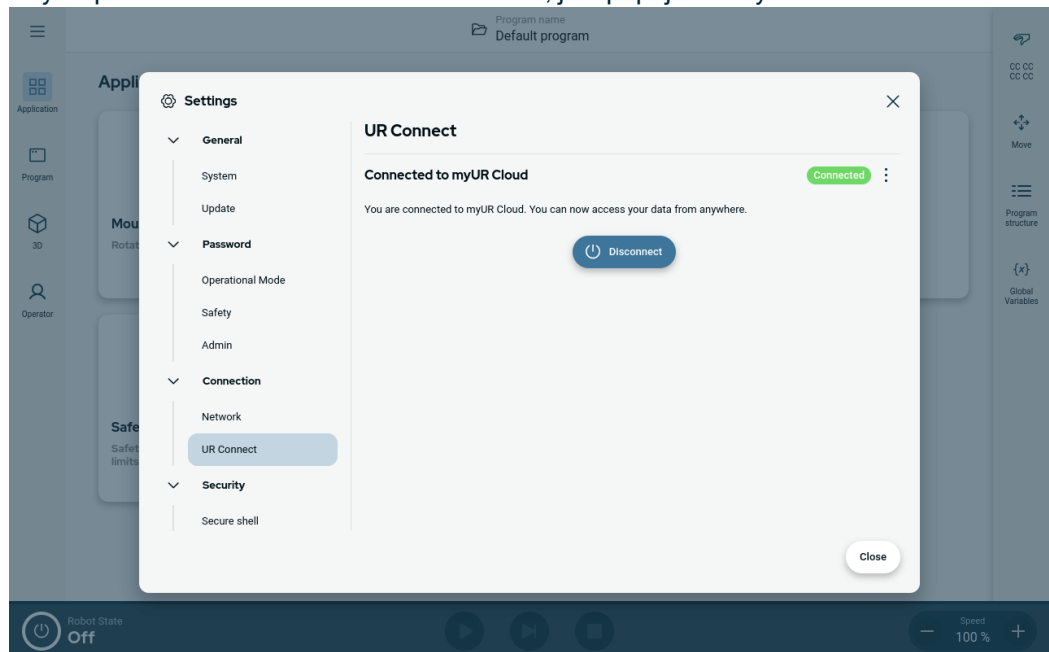 Program name
Default program
Application
Program
3D
Operator
Appli
Mou
Rotat
Safe
Safet
limits
Settings
General
System
Update
Password
Operational Mode
Safety
Admin
Connection
Network
UR Connect
Security
Secure shell
UR Connect
Connected to myUR Cloud
Connected
You are connected to myUR Cloud. You can now access your data from anywhere.
Disconnect
Close
CC CC
CC CC
Move
Program
structure
{x}
Global
Variables
Robot State
Off
Speed
100 %